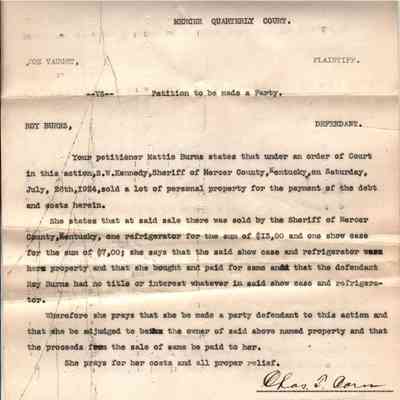 MERCER QUARTERLY COURT.
JOE VAUGHT, PLAINTIFF.
--VS-- Petition to be made a Party.
ROY BURNS, DEFENDANT.
Your petitioner Mattie Burns states that under an order of Court
in this action, S.W.Kennedy, Sheriff of Mercer County, Kentucky, on Saturday,
July, 26th, 1924, sold a lot of personal property for the payment of the debt
and costs herein.
She states that at said sale there was sold by the Sheriff of Mercer
County, Kentucky, one refrigerator for the sum of $13,00 and one show case
for the sum of $7,00; she says that the said show case and refrigerator
here property and that she bought and paid for same and that the defendant
Roy Burns had no title or interest whatever in said show case and refrigera-
tor.
Wherefore she prays that she be made a party defendant to this action and
that she be adjudged to be the owner of said above named property and that
the proceeds from the sale of same be paid to her.
She prays for her costs and all proper relief.
Chas. T. Corn